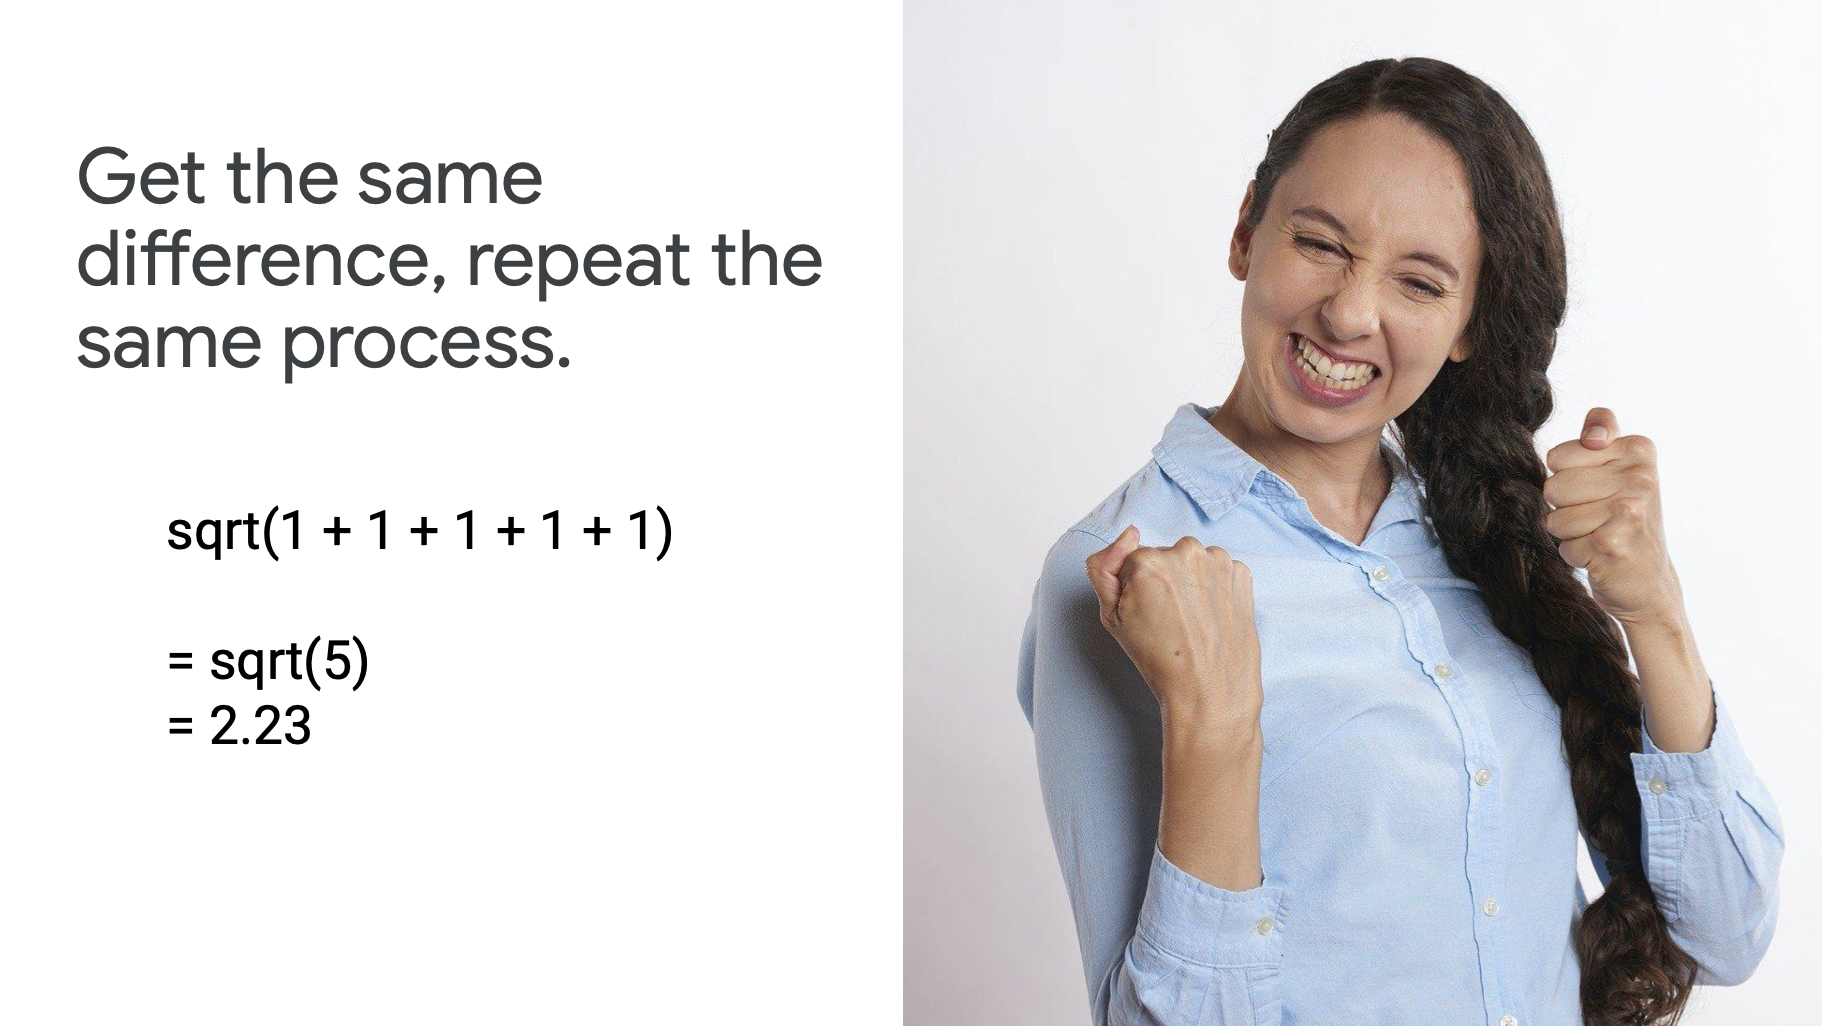 Get the same
difference, repeat the
same process.
sqrt(1 + 1 + 1 + 1 + 1)
= sqrt(5)
= 2.23